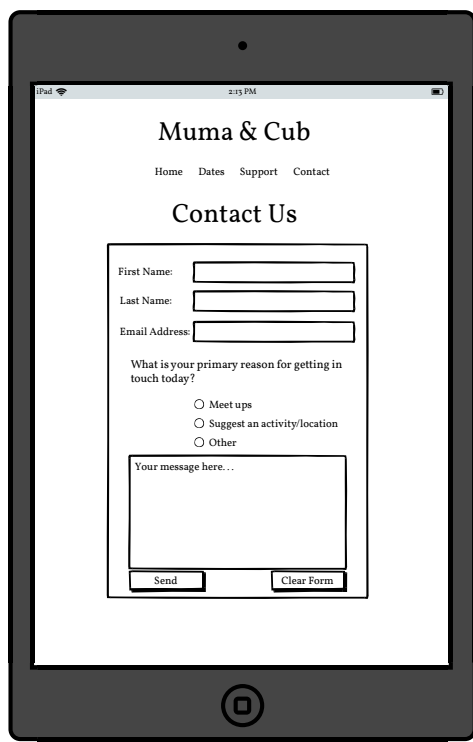 iPad 2:13 PM
Muma & Cub
Home Dates Support Contact
Contact Us
First Name:
Last Name:
Email Address:
What is your primary reason for getting in
touch today?
Meet ups
Suggest an activity/location
Other
Your message here...
Send Clear Form